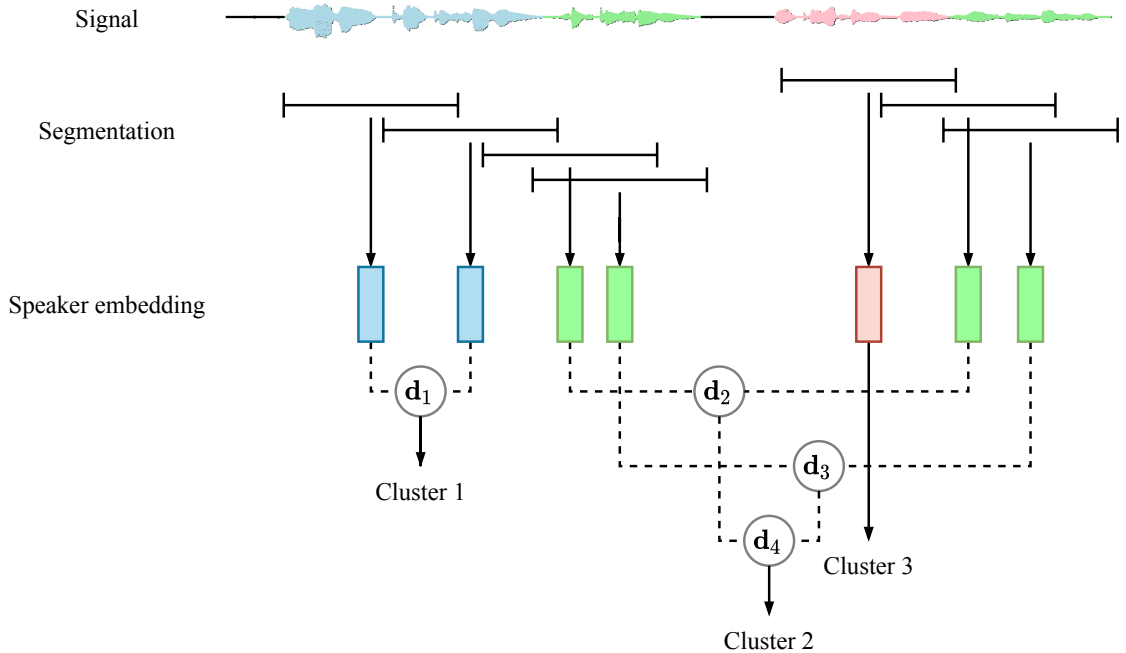 Signal
Segmentation
Speaker embedding
d₁
d₂
d₃
Cluster 1
d₄
Cluster 3
Cluster 2